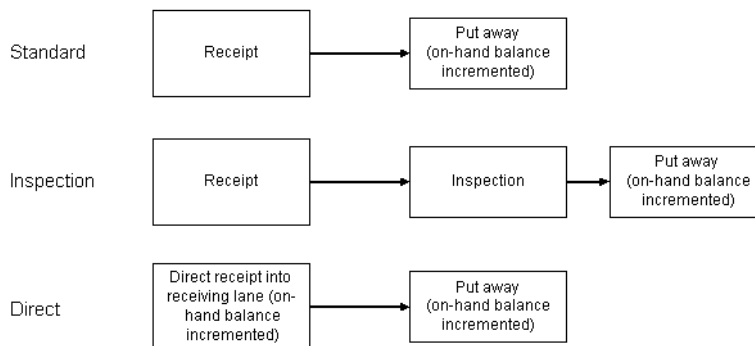 Standard
Receipt
Put away
(on-hand balance
incremented)
Inspection
Receipt
Inspection
Put away
(on-hand balance
incremented)
Direct
Direct receipt into
receiving lane (on-
hand balance
incremented)
Put away
(on-hand balance
incremented)